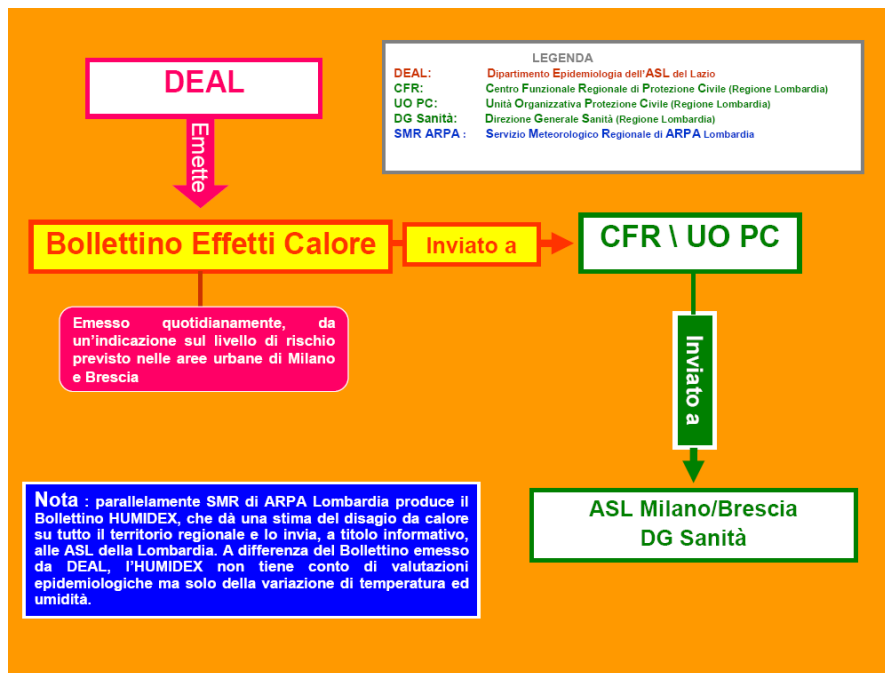 DEAL
LEGENDA
DEAL: Dipartimento Epidemiologia dell'ASL del Lazio
CFR: Centro Funzionale Regionale di Protezione Civile (Regione Lombardia)
UO PC: Unità Organizzativa Protezione Civile (Regione Lombardia)
DG Sanità: Direzione Generale Sanità (Regione Lombardia)
SMR ARPA : Servizio Meteorologico Regionale di ARPA Lombardia
Emette
Bollettino Effetti Calore
Inviato a
CFR \ UO PC
Emesso quotidianamente, da
un'indicazione sul livello di rischio
previsto nelle aree urbane di Milano
e Brescia
Inviato a
ASL Milano/Brescia
DG Sanità
Nota : parallelamente SMR di ARPA Lombardia produce il
Bollettino HUMIDEX, che dà una stima del disagio da calore
su tutto il territorio regionale e lo invia, a titolo informativo,
alle ASL della Lombardia. A differenza del Bollettino emesso
da DEAL, l'HUMIDEX non tiene conto di valutazioni
epidemiologiche ma solo della variazione di temperatura ed
umidità.